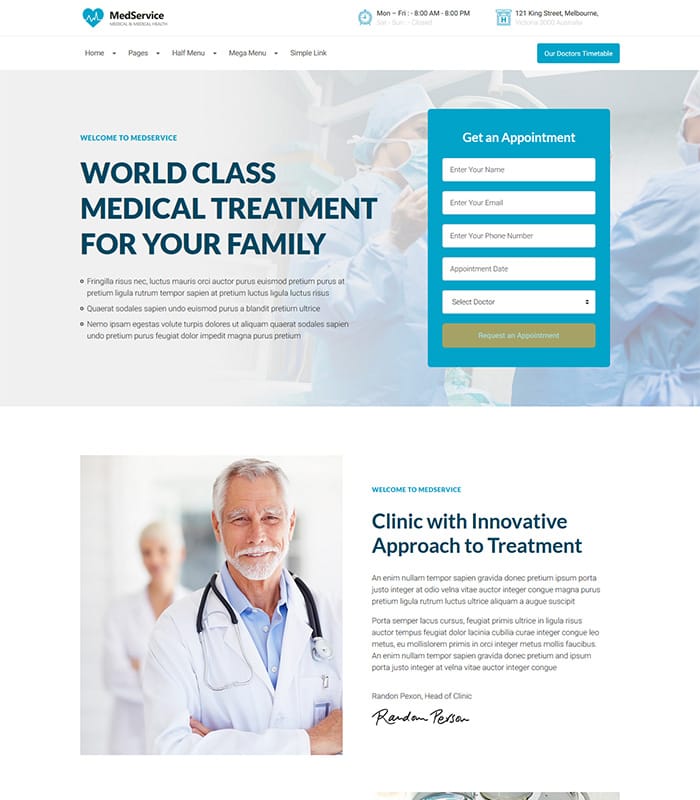 MedService
MEDICAL & MEDICAL HEALTH
Mon – Fri : - 8:00 AM - 8:00 PM
Sat - Sun : - Closed
121 King Street, Melbourne,
Victoria 3000 Australia
Home
Pages
Half Menu
Mega Menu
Simple Link
Our Doctors Timetable
WELCOME TO MEDSERVICE
WORLD CLASS
MEDICAL TREATMENT
FOR YOUR FAMILY
Fringilla risus nec, luctus mauris orci auctor purus euismod pretium purus at
pretium ligula rutrum tempor sapien at pretium luctus ligula luctus risus
Quaerat sodales sapien undo euismod purus a blandit pretium ultrice
Nemo ipsam egestas volute turpis dolores ut aliquam quaerat sodales sapien
undo pretium purus feugiat dolor impedit magna purus pretium
Get an Appointment
Enter Your Name
Enter Your Email
Enter Your Phone Number
Appointment Date
Select Doctor
Request an Appointment
WELCOME TO MEDSERVICE
Clinic with Innovative
Approach to Treatment
An enim nullam tempor sapien gravida donec pretium ipsum porta
justo integer at odio velna vitae auctor integer congue magna purus
pretium ligula rutrum luctus ultrice aliquam a augue suscipit
Porta semper lacus cursus, feugiat primis ultrice in ligula risus
auctor tempus feugiat dolor lacinia cubilia curae integer congue leo
metus, eu mollislorem primis in orci integer metus mollis faucibus.
An enim nullam tempor sapien gravida donec pretium and ipsum
porta justo integer at velna vitae auctor integer congue
Randon Pexon, Head of Clinic
Random Person